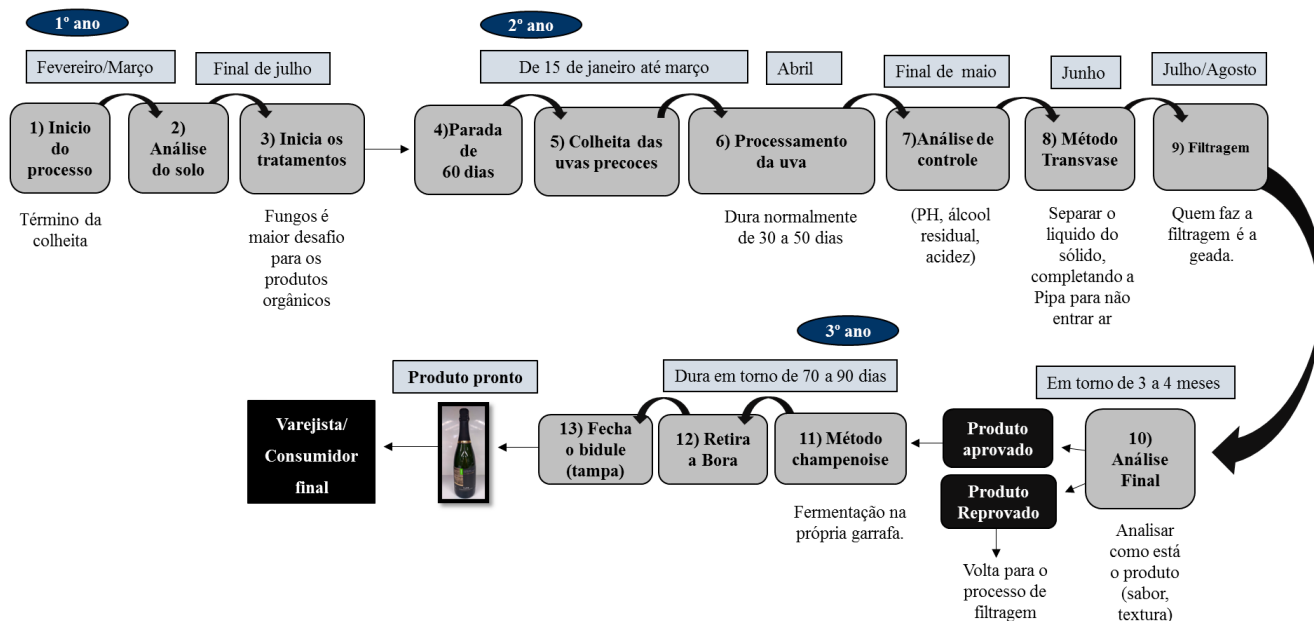 1º ano
Fevereiro/Março
Final de julho
1) Inicio
do
processo
2)
Análise
do solo
3) Inicia os
tratamentos
Término da
colheita
Fungos é
maior desafio
para os
produtos
orgânicos
2º ano
De 15 de janeiro até março
Abril
Final de maio
Junho
Julho/Agosto
4)Parada
de
60 dias
5) Colheita das
uvas precoces
6) Processamento
da uva
7)Análise de
controle
8) Método
Transvase
9) Filtragem
Dura normalmente
de 30 a 50 dias
(PH, álcool
residual,
acidez)
Separar o
liquido do
sólido,
completando a
Pipa para não
entrar ar
Quem faz a
filtragem é a
geada.
3º ano
Em torno de 3 a 4 meses
Dura em torno de 70 a 90 dias
Produto pronto
10)
Análise
Final
Analisar
como está
o produto
(sabor,
textura)
Produto
aprovado
Produto
Reprovado
Volta para o
processo de
filtragem
11) Método
champenoise
Fermentação na
própria garrafa.
12) Retira
a Bora
13) Fecha
o bidule
(tampa)
Varejista/
Consumidor
final